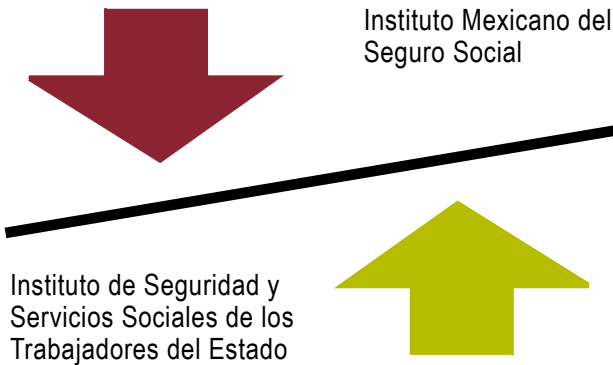 Instituto Mexicano del
Seguro Social
Instituto de Seguridad y
Servicios Sociales de los
Trabajadores del Estado